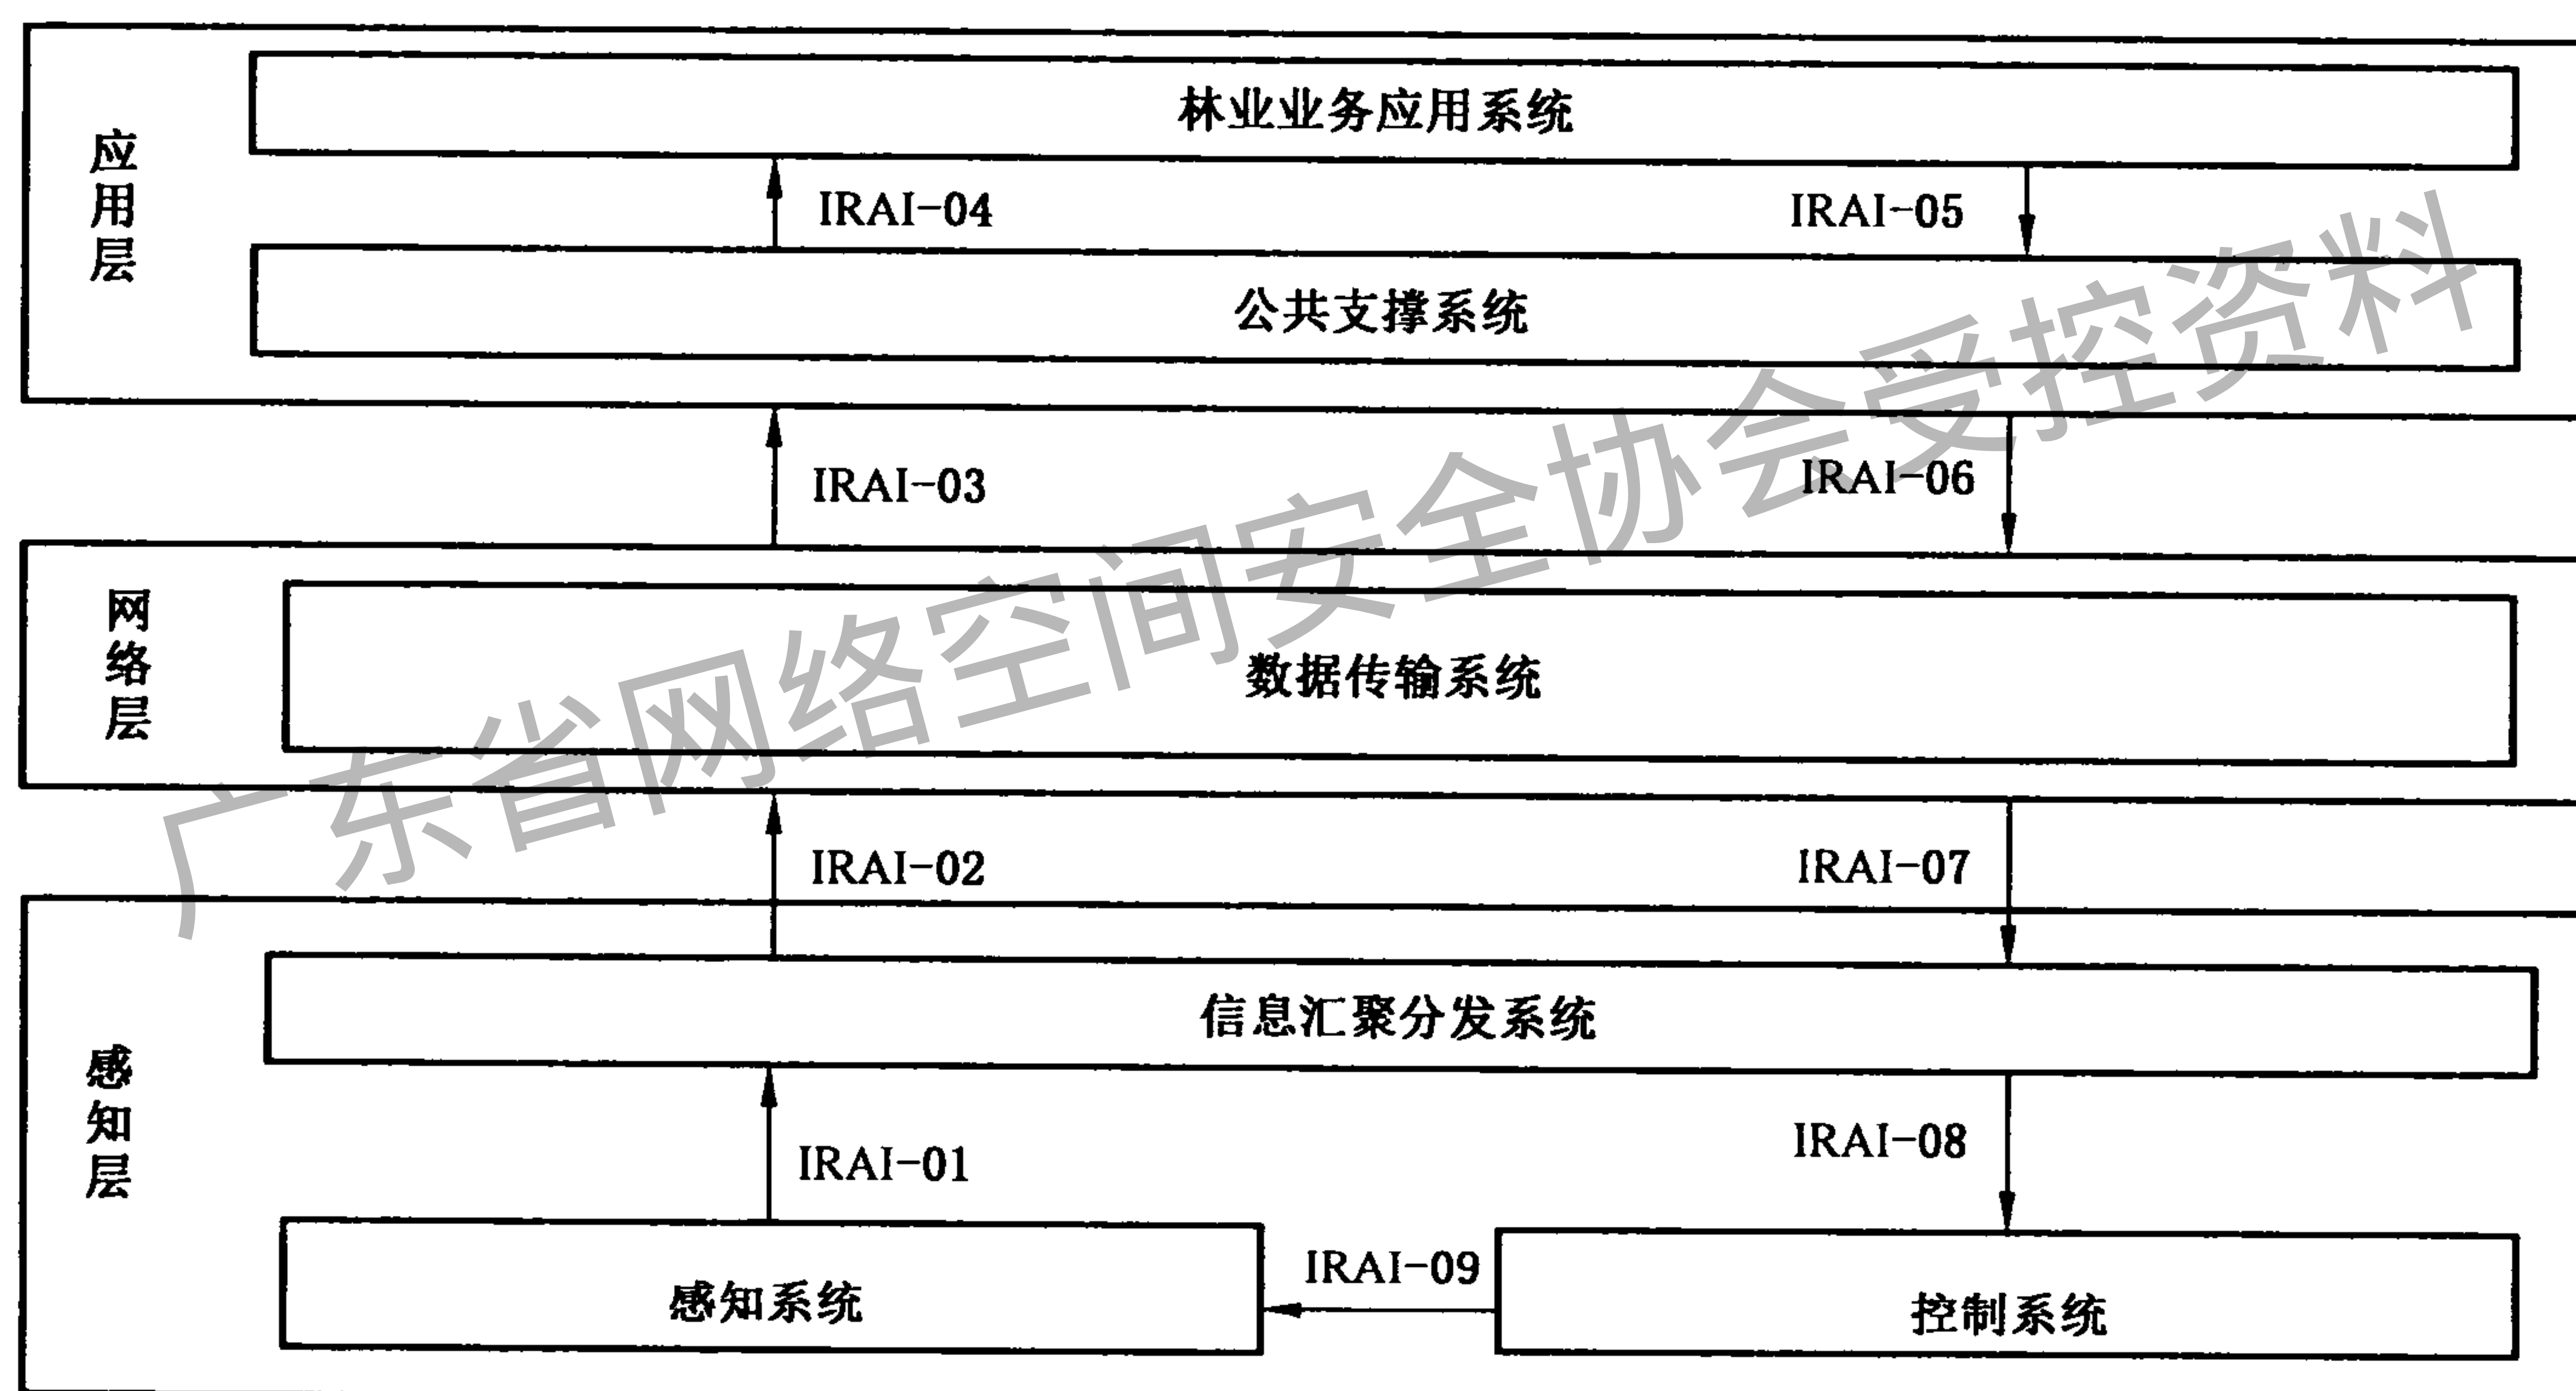 应用层
林业业务应用系统
IRAI-04
IRAI-05
公共支撑系统
IRAI-03
IRAI-06
网络层
数据传输系统
IRAI-02
IRAI-07
感知层
信息汇聚分发系统
IRAI-01
IRAI-08
感知系统
IRAI-09
控制系统
广东省网络空间安全协会受控资料